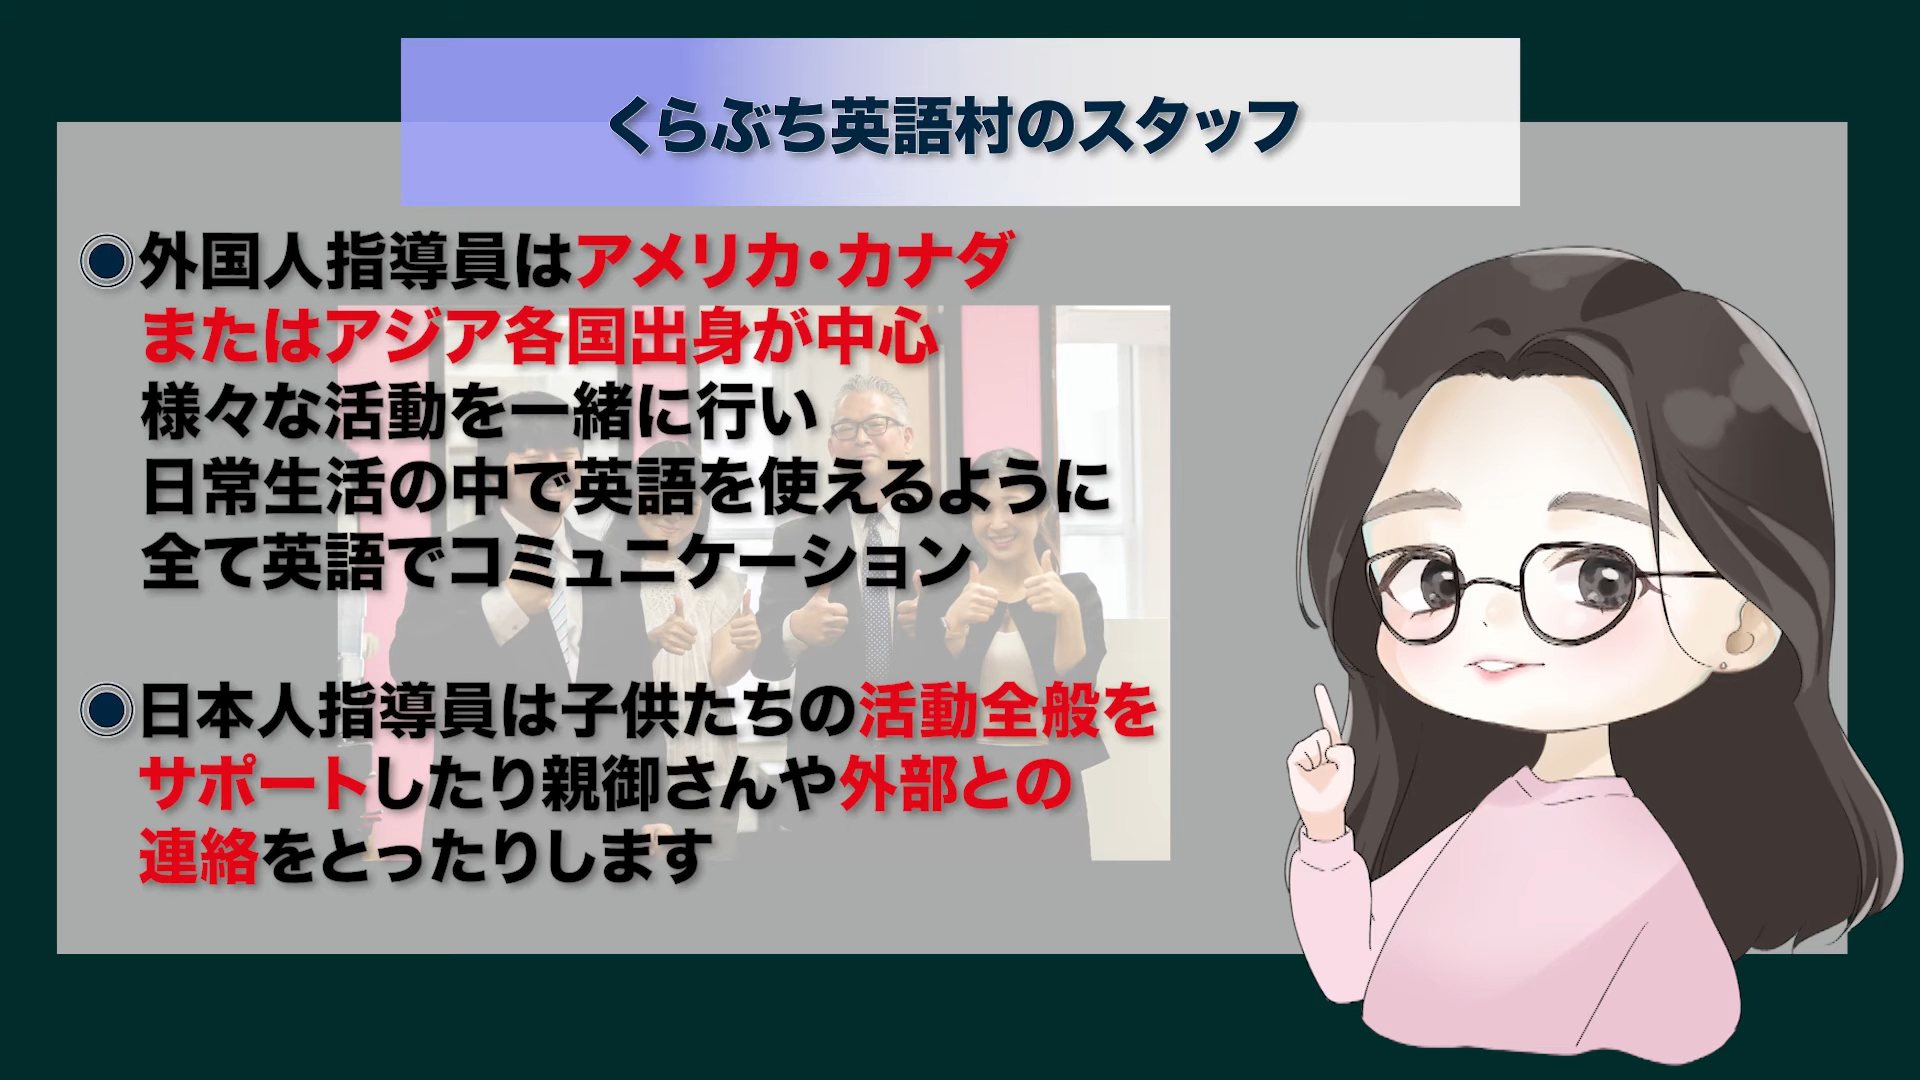 くらぶち英語村のスタッフ
外国人指導員はアメリカ・カナダ
またはアジア各国出身が中心
様々な活動を一緒に行い
日常生活の中で英語を使えるように
全て英語でコミュニケーション
日本人指導員は子供たちの活動全般を
サポートしたり親御さんや外部との
連絡をとったりします